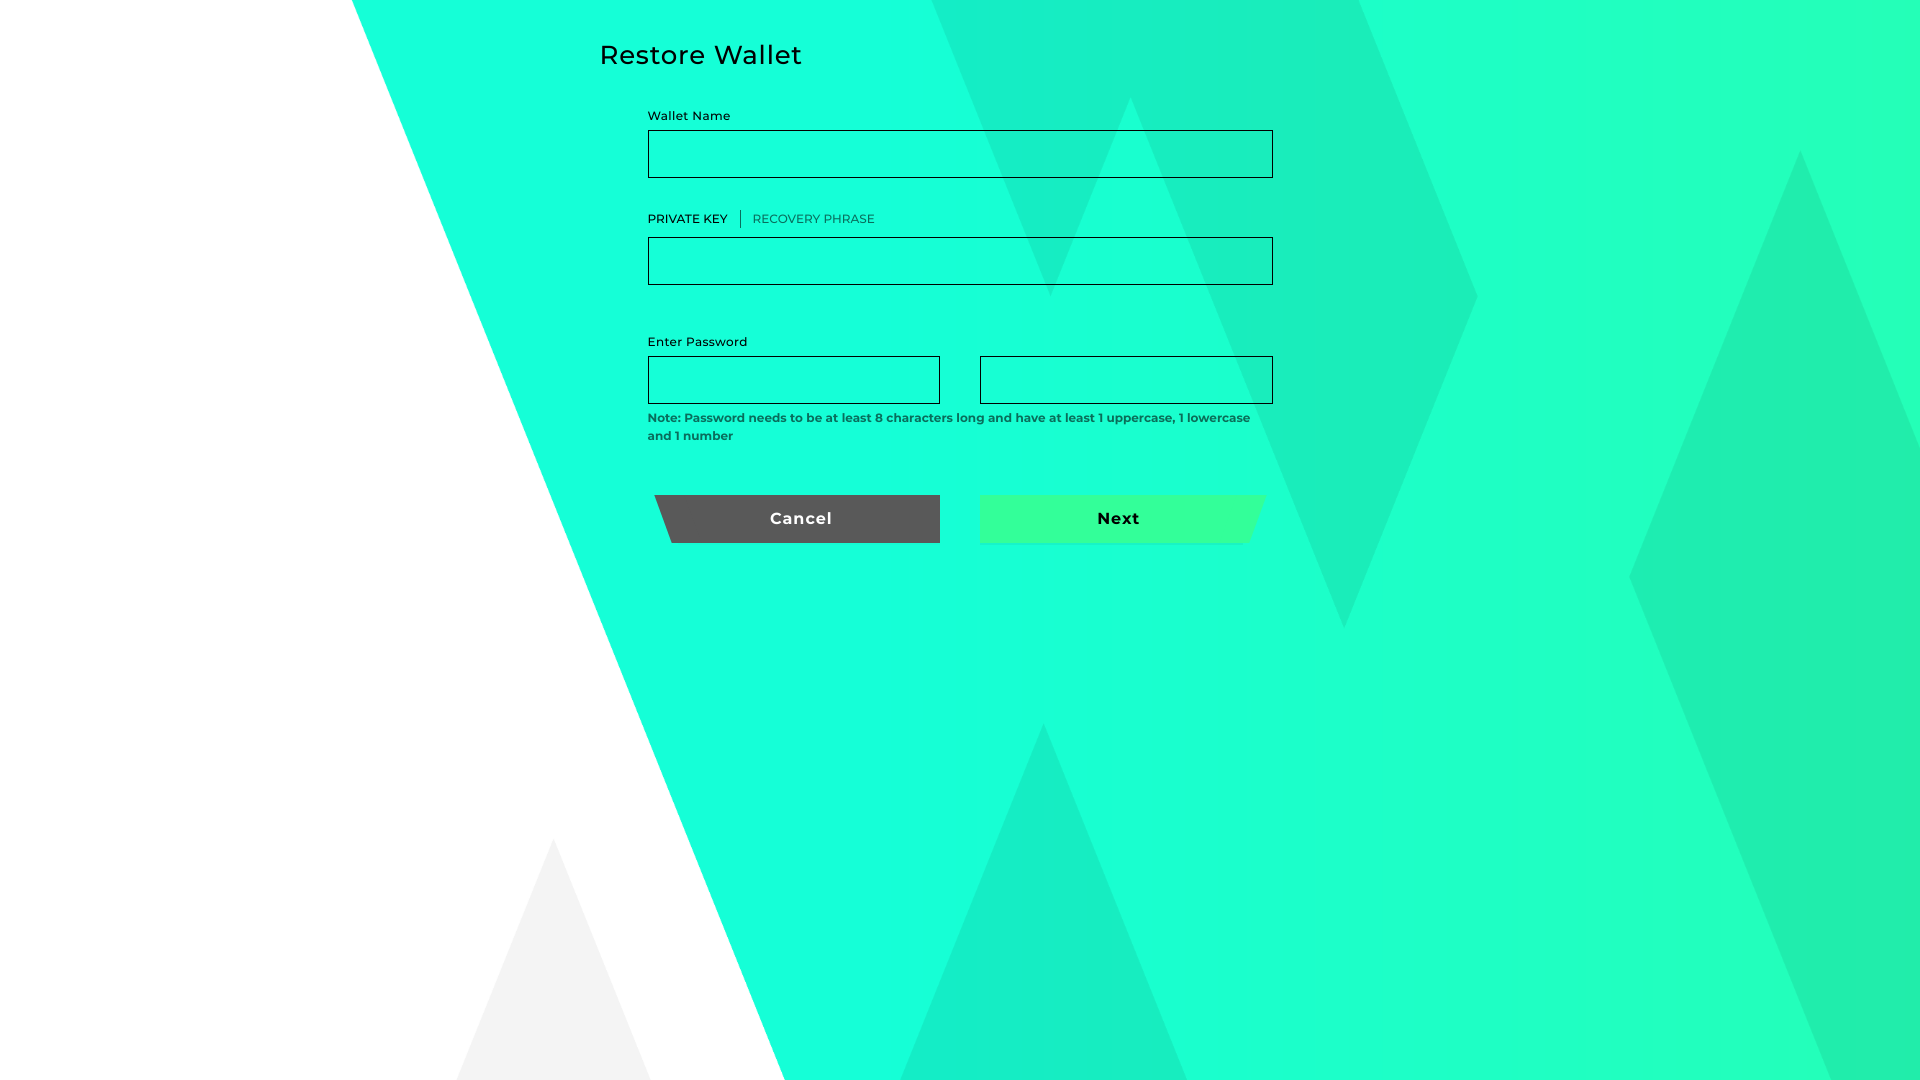 Restore Wallet
Wallet Name
PRIVATE KEY RECOVERY PHRASE
Enter Password
Note: Password needs to be at least 8 characters long and have at least 1 uppercase, 1 lowercase
and 1 number
Cancel Next